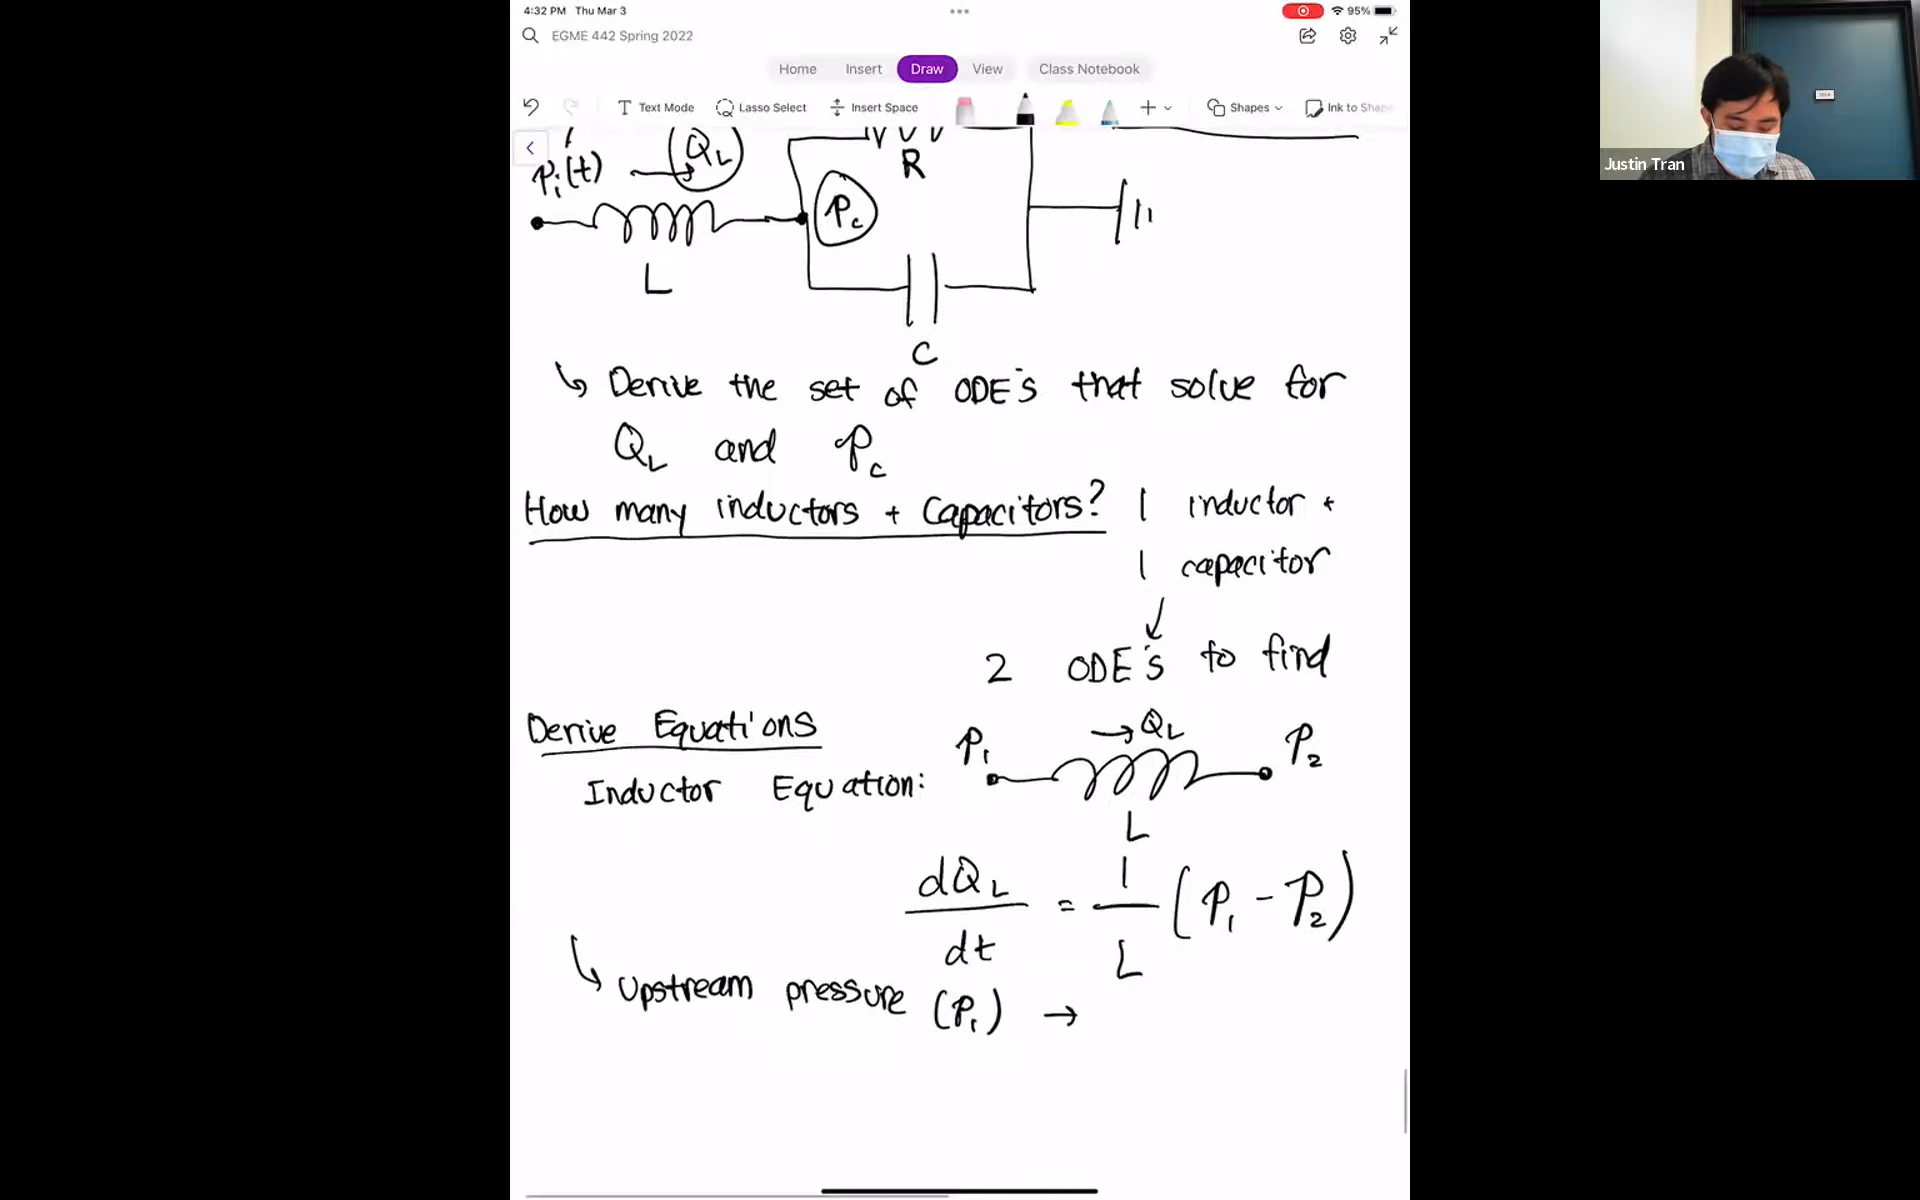 4:32 PM Thu Mar 3
95%
EGME 442 Spring 2022
Home Insert Draw View Class Notebook
Text Mode Lasso Select Insert Space Shapes Ink to Shape
Pi(t) → QL
R
Pc
L
C
↳ Derive the set of ODE's that solve for
QL and Pc
How many inductors + Capacitors? 1 inductor +
1 capacitor
↓
2 ODE's to find
Derive Equations
P1 → QL P2
Inductor Equation:
L
dQL/dt = 1/L (P1 - P2)
↳ Upstream pressure (P1) →
Justin Tran